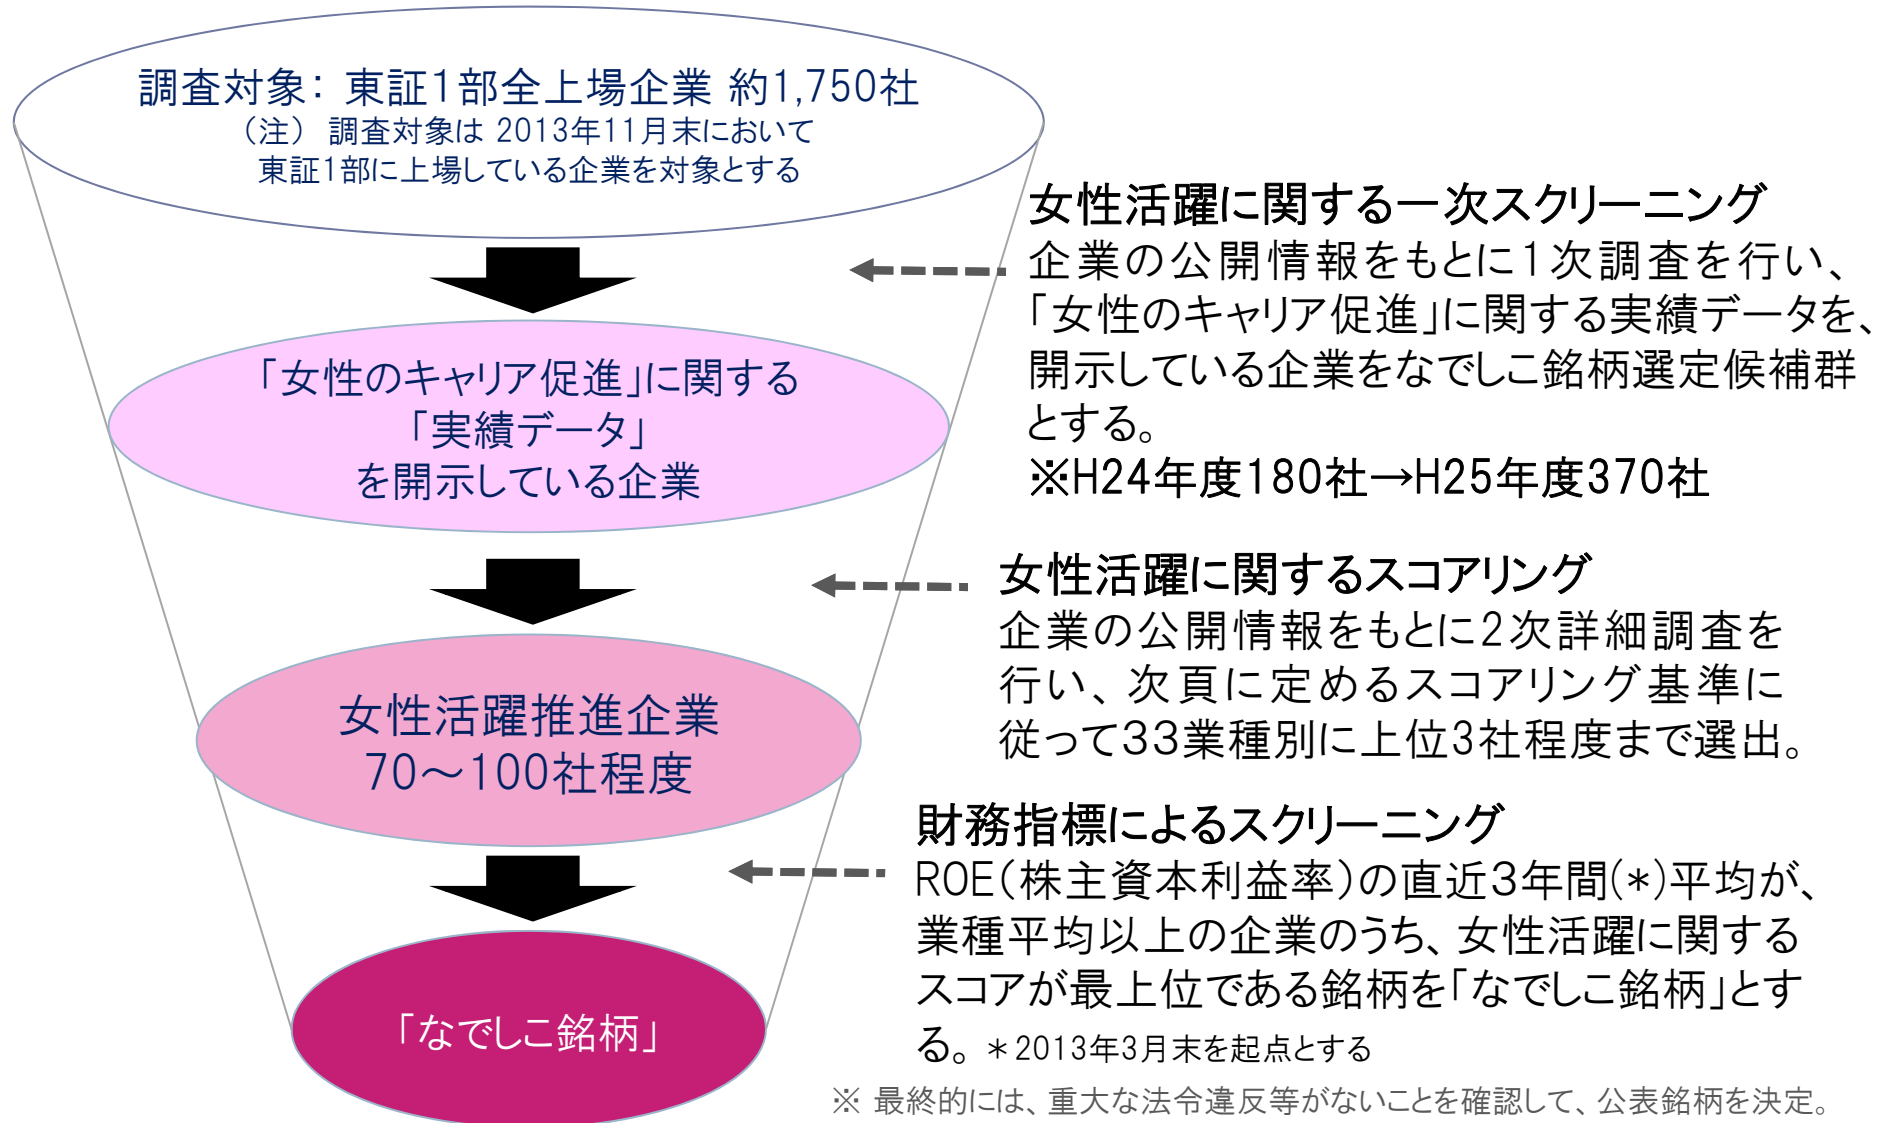 調査対象： 東証1部全上場企業 約1,750社
（注） 調査対象は 2013年11月末において
東証1部に上場している企業を対象とする
女性活躍に関する一次スクリーニング
企業の公開情報をもとに1次調査を行い、
「女性のキャリア促進」に関する実績データを、
開示している企業をなでしこ銘柄選定候補群
とする。
※H24年度180社→H25年度370社
「女性のキャリア促進」に関する
「実績データ」
を開示している企業
女性活躍に関するスコアリング
企業の公開情報をもとに2次詳細調査を
行い、次頁に定めるスコアリング基準に
従って33業種別に上位3社程度まで選出。
女性活躍推進企業
70～100社程度
財務指標によるスクリーニング
ROE（株主資本利益率）の直近3年間(＊)平均が、
業種平均以上の企業のうち、女性活躍に関する
スコアが最上位である銘柄を「なでしこ銘柄」とす
る。＊2013年3月末を起点とする
「なでしこ銘柄」
※ 最終的には、重大な法令違反等がないことを確認して、公表銘柄を決定。